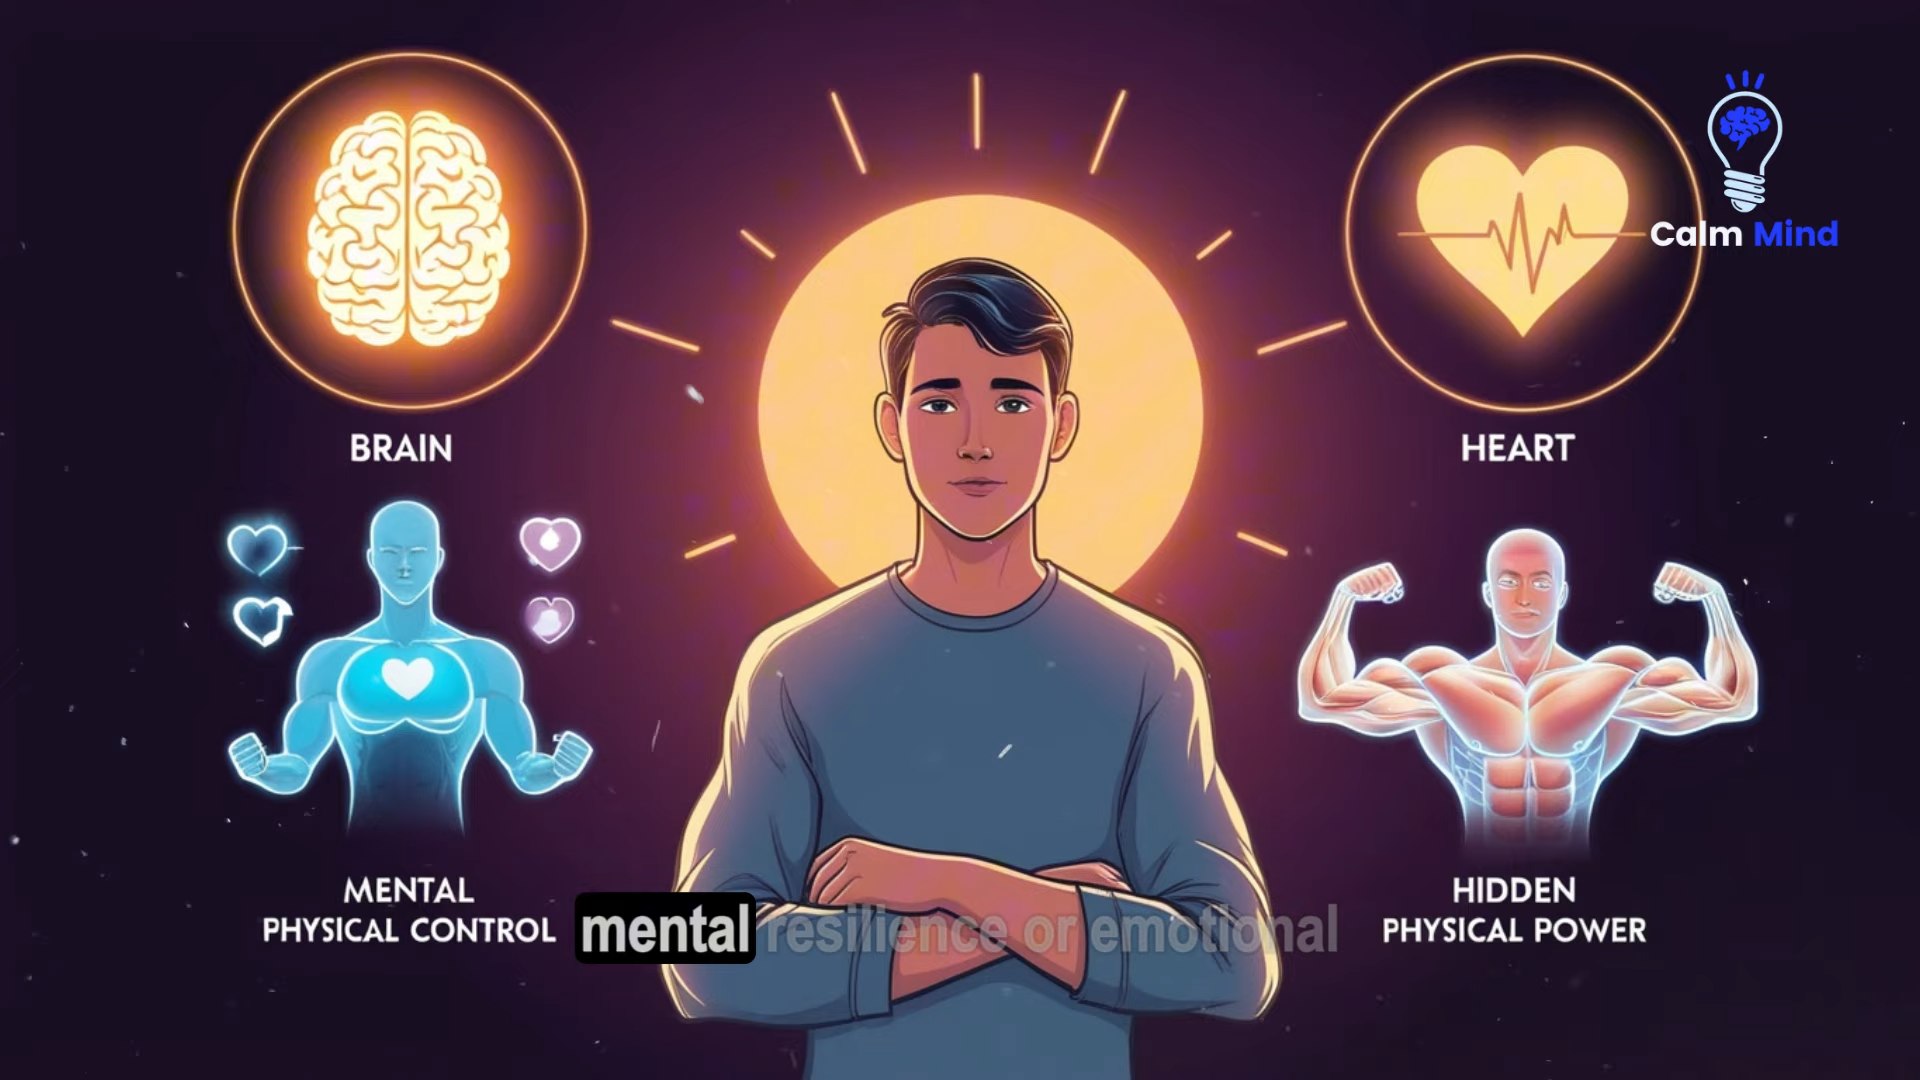 Calm Mind
BRAIN
HEART
MENTAL
PHYSICAL CONTROL
HIDDEN
PHYSICAL POWER
mental resilience or emotional